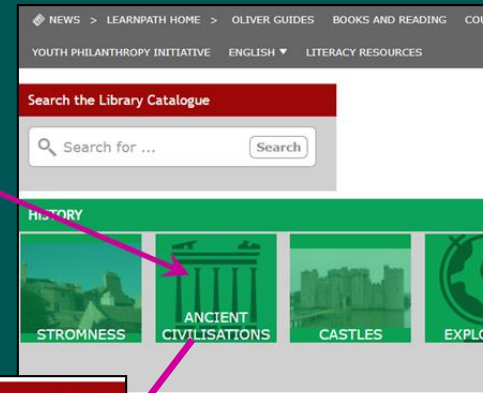 NEWS > LEARNPATH HOME > OLIVER GUIDES BOOKS AND READING
YOUTH PHILANTHROPY INITIATIVE ENGLISH ▼ LITERACY RESOURCES
Search the Library Catalogue
Search for ... Search
HISTORY
STROMNESS
ANCIENT
CIVILISATIONS
CASTLES